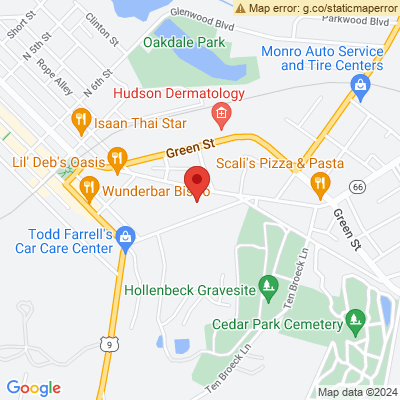 Map error: g.co/staticmaperror
Short St
Clinton St
Glenwood Blvd
Parkwood Blvd
N 5th St
Oakdale Park
Rope Alley
N 6th St
Monro Auto Service
and Tire Centers
Hudson Dermatology
Isaan Thai Star
Green St
Lil' Deb's Oasis
Scali's Pizza & Pasta
Wunderbar Bistro
66
Green St
Todd Farrell's
Car Care Center
Hollenbeck Gravesite
Ten Broeck Ln
Cedar Park Cemetery
9
Ten Broeck Ln
Google
Map data ©2024